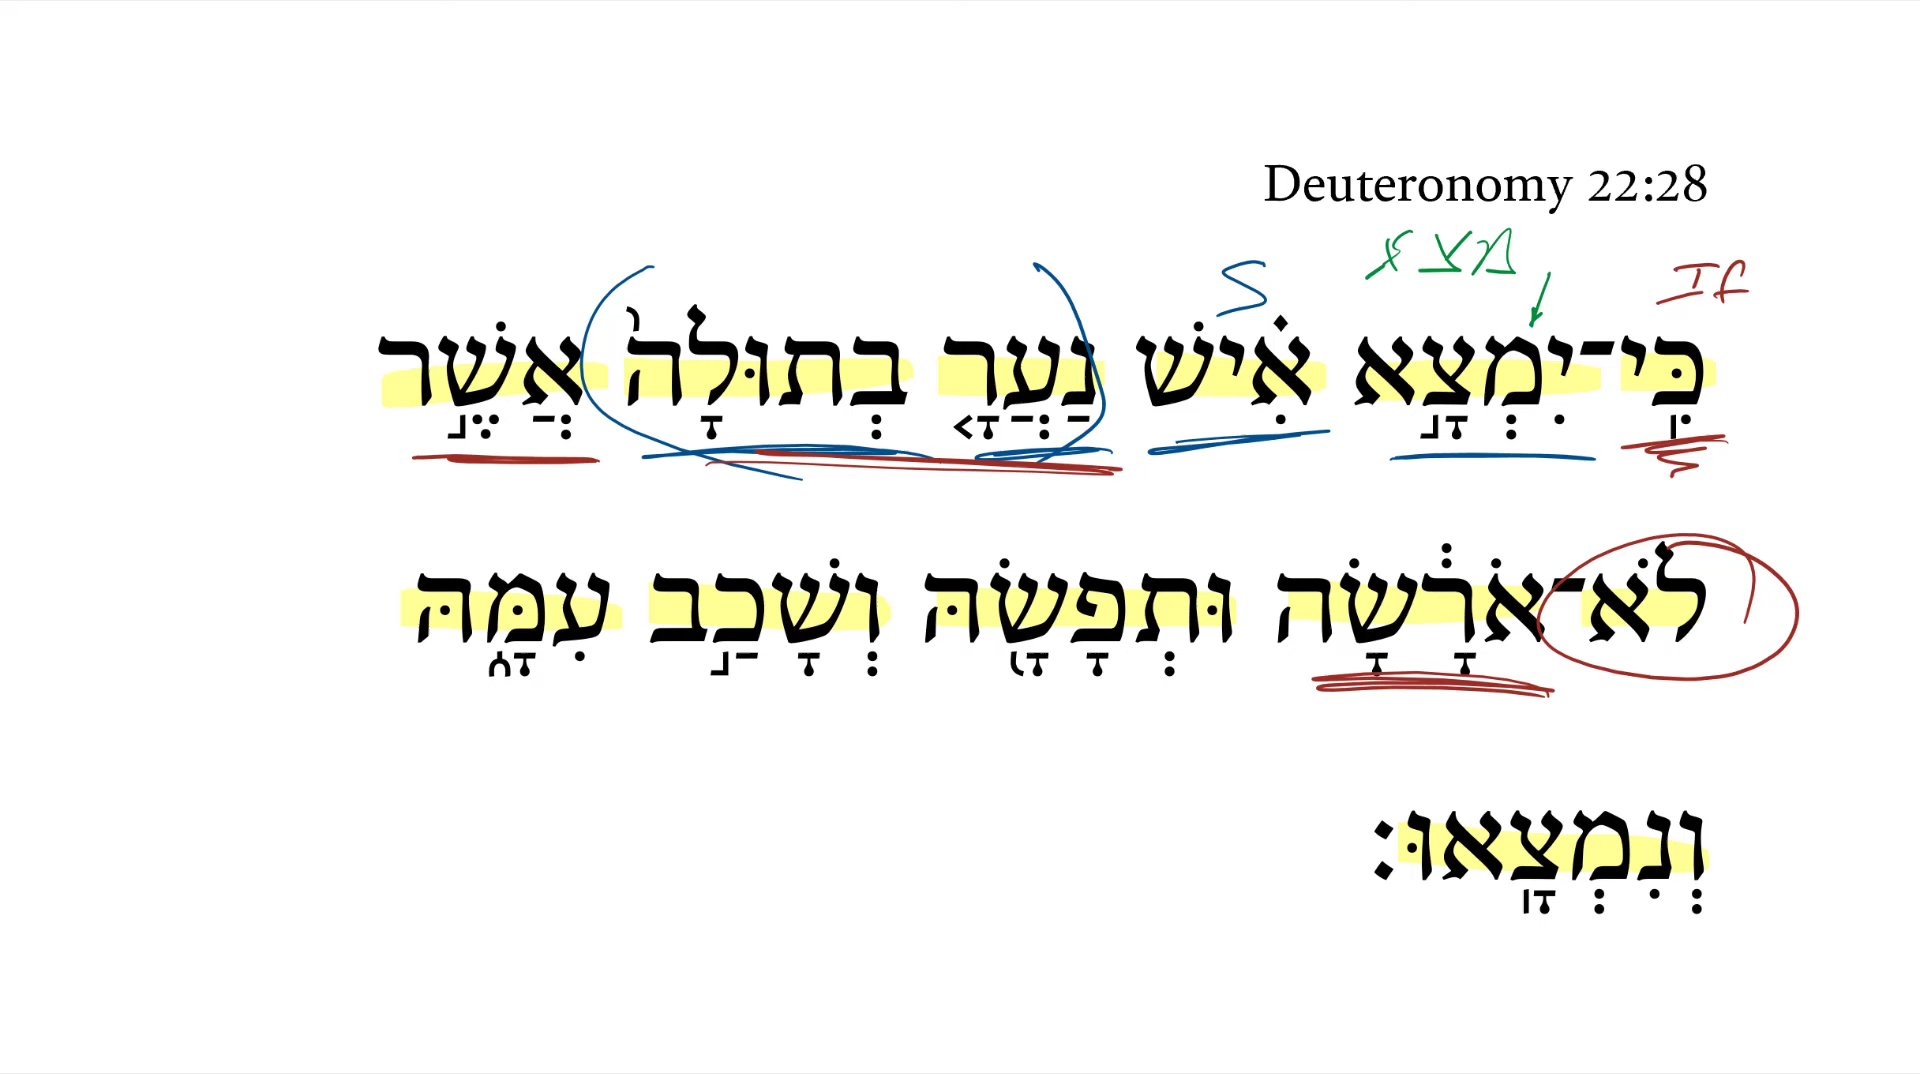 Deuteronomy 22:28
מצא If
S
כִּֽי־יִמְצָ֣א אִ֗ישׁ נַעֲרָ֤ בְתוּלָה֙ אֲשֶׁ֣ר
לֹא־אֹרָ֔שָׂה וּתְפָשָׂ֖הּ וְשָׁכַ֣ב עִמָּ֑הּ
וְנִמְצָֽאוּ׃